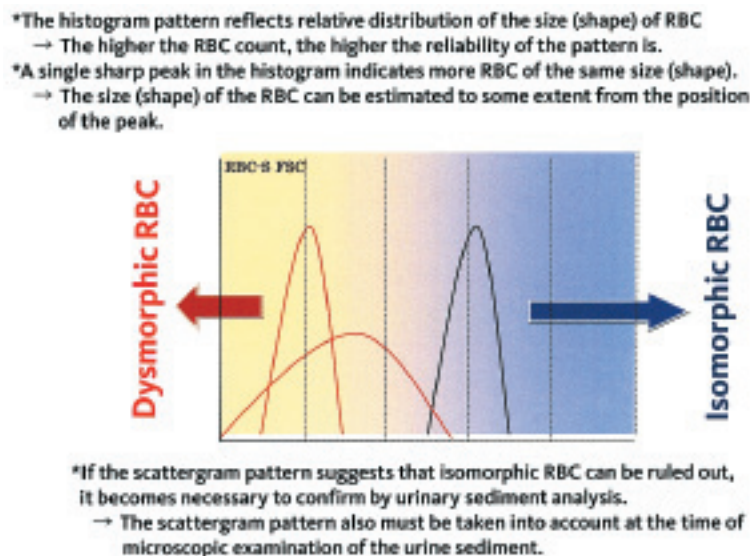 *The histogram pattern reflects relative distribution of the size (shape) of RBC
→ The higher the RBC count, the higher the reliability of the pattern is.
*A single sharp peak in the histogram indicates more RBC of the same size (shape).
→ The size (shape) of the RBC can be estimated to some extent from the position
of the peak.
RBC-S FSC
Dysmorphic RBC
Isomorphic RBC
*If the scattergram pattern suggests that isomorphic RBC can be ruled out,
it becomes necessary to confirm by urinary sediment analysis.
→ The scattergram pattern also must be taken into account at the time of
microscopic examination of the urine sediment.